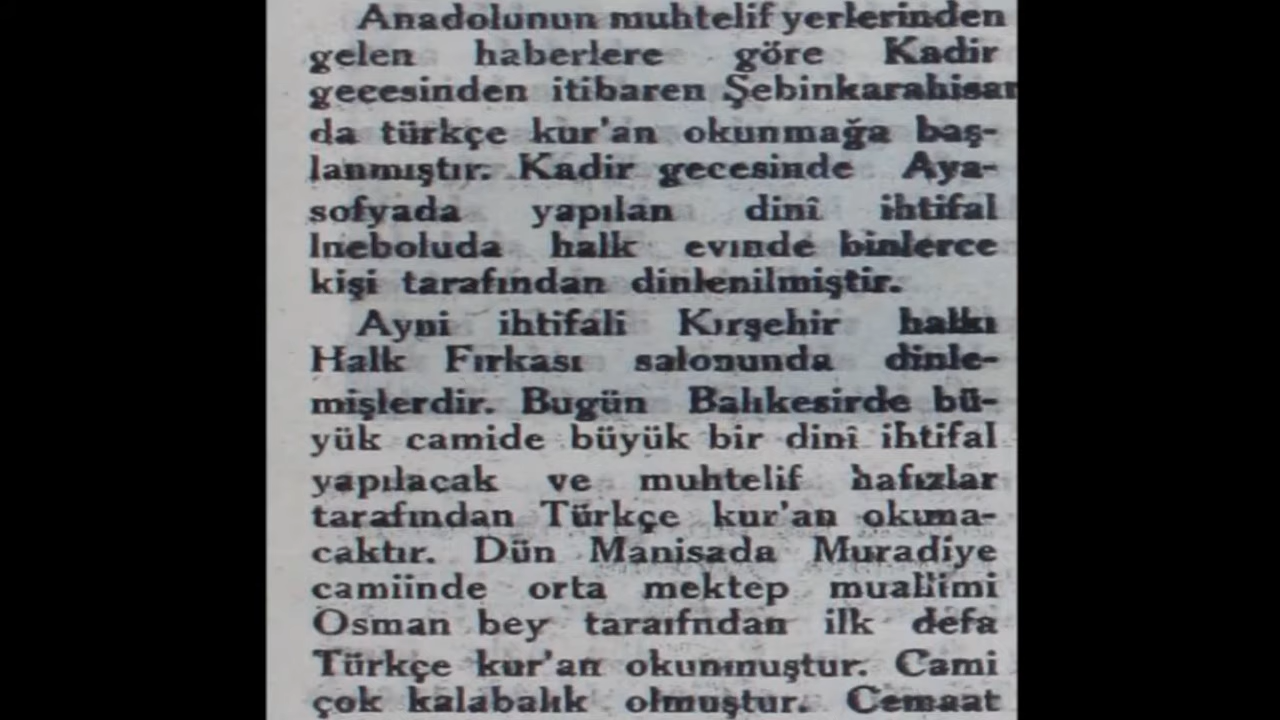 Anadolunun muhtelif yerlerinden
gelen haberlere göre Kadir
gecesinden itibaren Şebinkarahisar
da türkçe kur'an okunmağa baş-
lanmıştır. Kadir gecesinde Aya-
sofyada yapılan dinî ihtifal
Ineboluda halk evınde binlerce
kişi tarafından dinlenilmiştir.
Ayni ihtifali Kırşehir halkı
Halk Fırkası salonunda dinle-
mişlerdir. Bugün Balıkesirde bü-
yük camide büyük bir dinî ihtifal
yapılacak ve muhtelif hafızlar
tarafından Türkçe kur'an okuna-
caktır. Dün Manisada Muradiye
camiinde orta mektep muallimi
Osman bey taraıfndan ilk defa
Türkçe kur'an okunmuştur. Cami
çok kalabalık olmuştur. Cemaat